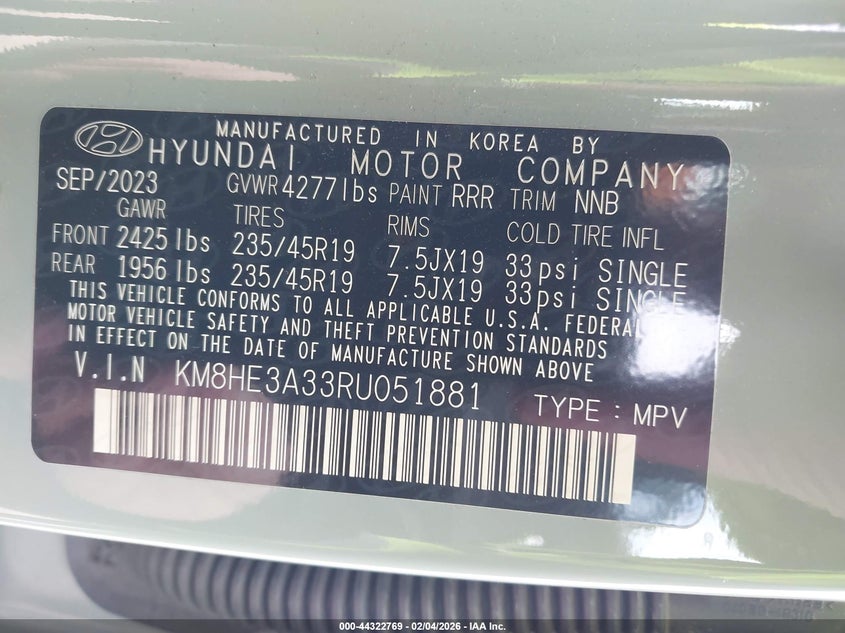 MANUFACTURED IN KOREA BY
HYUNDAI MOTOR COMPANY
SEP/2023 GVWR 4277lbs PAINT RRR TRIM NNB
GAWR TIRES RIMS COLD TIRE INFL
FRONT 2425lbs 235/45R19 7.5JX19 33psi SINGLE
REAR 1956lbs 235/45R19 7.5JX19 33psi SINGLE
THIS VEHICLE CONFORMS TO ALL APPLICABLE U.S.A. FEDERAL
MOTOR VEHICLE SAFETY AND THEFT PREVENTION STANDARDS
IN EFFECT ON THE DATE OF MANUFACTURE SHOWN ABOVE
V.I.N KM8HE3A33RU051881 TYPE : MPV
000-44322769 - 02/04/2026 - IAA Inc.